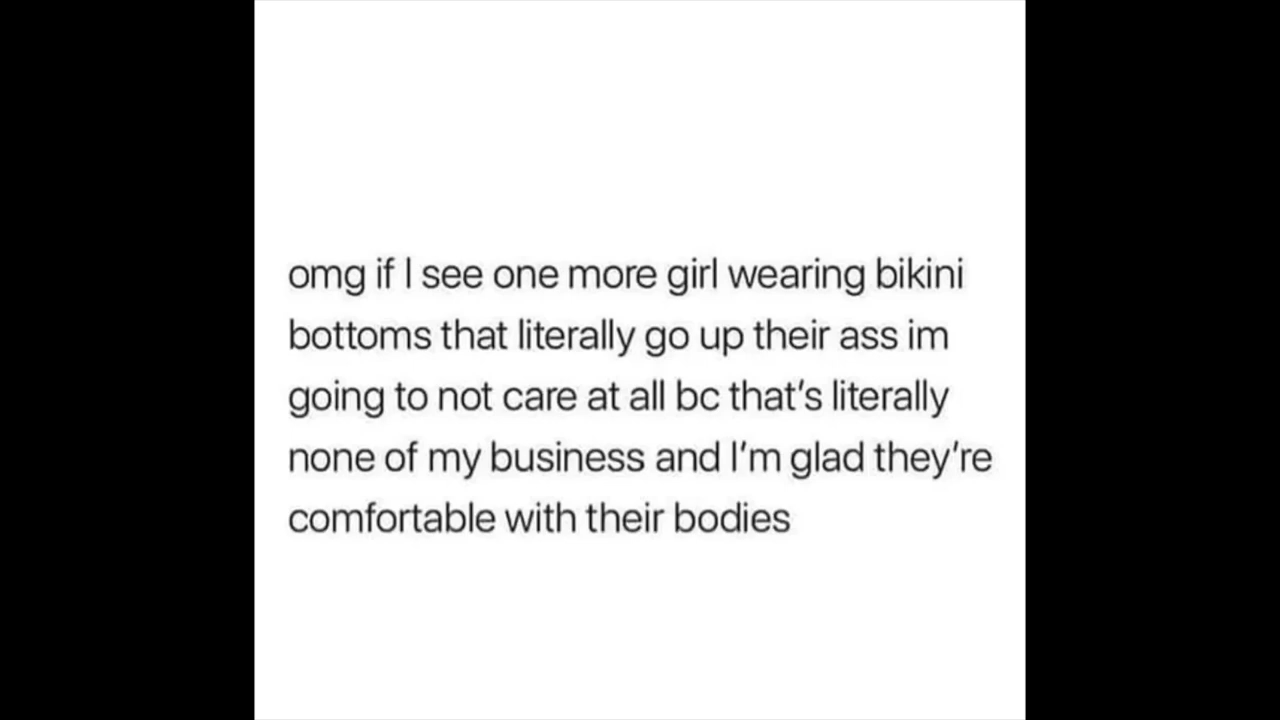 omg if I see one more girl wearing bikini
bottoms that literally go up their ass im
going to not care at all bc that's literally
none of my business and I'm glad they're
comfortable with their bodies